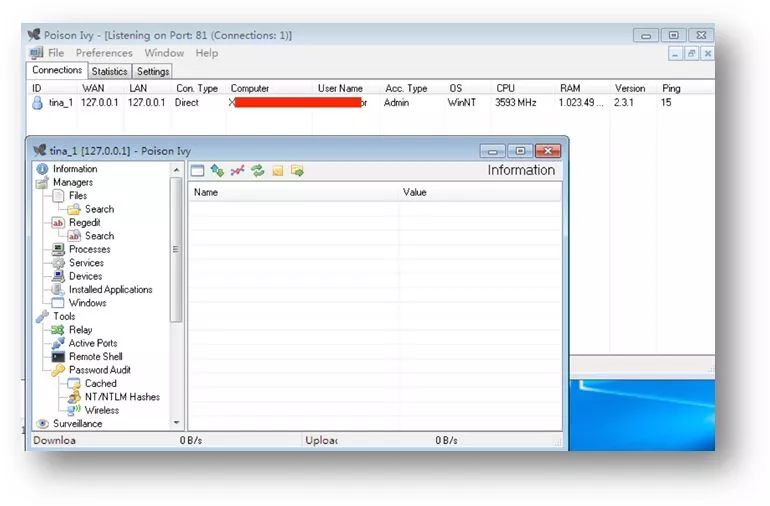 Poison Ivy - [Listening on Port: 81 (Connections: 1)]
File Preferences Window Help
Connections Statistics Settings
ID WAN LAN Con. Type Computer User Name Acc. Type OS CPU RAM Version Ping
tina_1 127.0.0.1 127.0.0.1 Direct X or Admin WinNT 3593 MHz 1.023.49 ... 2.3.1 15
tina_1 [127.0.0.1] - Poison Ivy
Information
Managers
Files
Search
Regedit
Search
Processes
Services
Devices
Installed Applications
Windows
Tools
Relay
Active Ports
Remote Shell
Password Audit
Cached
NT/NTLM Hashes
Wireless
Surveillance
Information
Name Value
Downloa 0 B/s Uploac 0 B/s